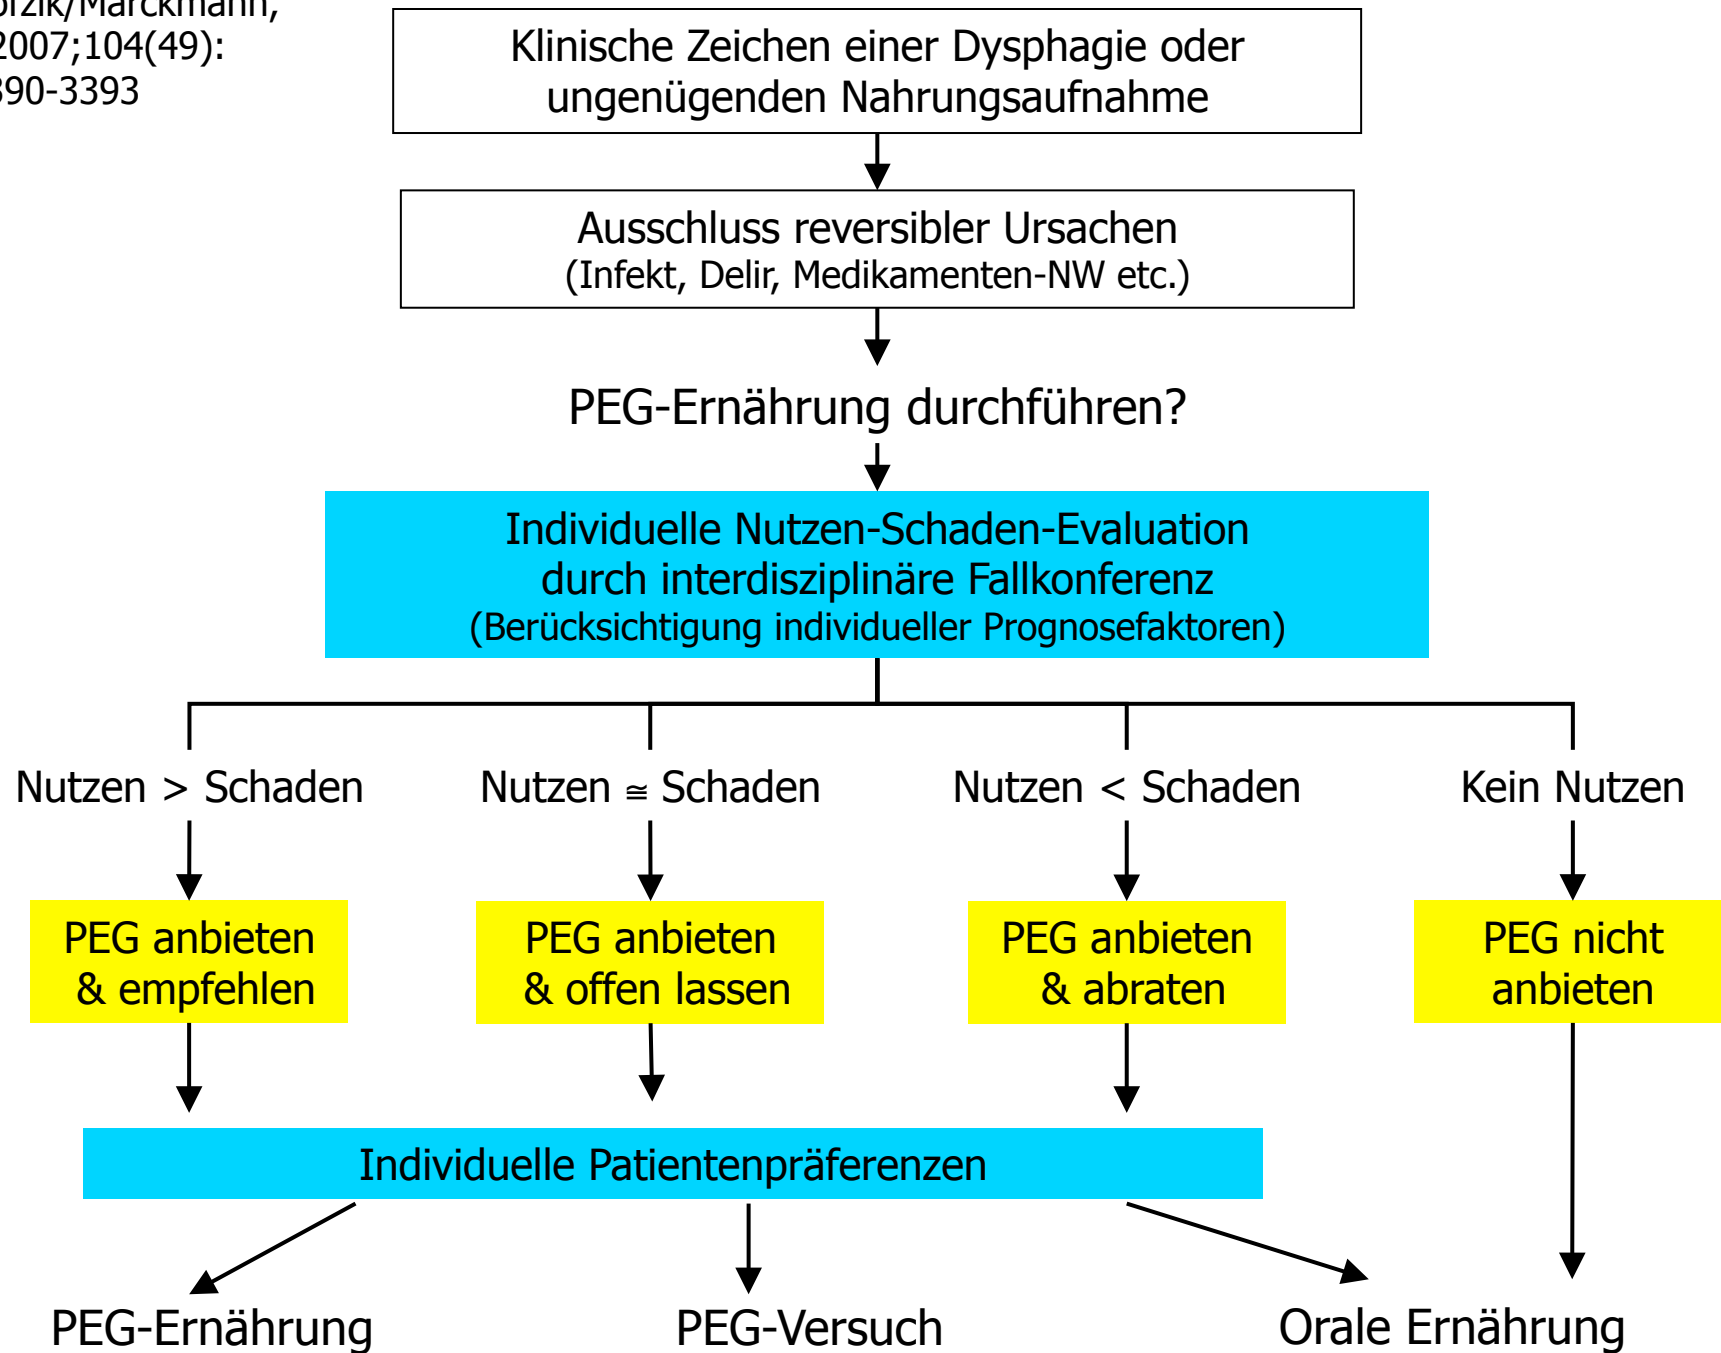 2007;104(49):
Klinische Zeichen einer Dysphagie oder
ungenügenden Nahrungsaufnahme
Ausschluss reversibler Ursachen
(Infekt, Delir, Medikamenten-NW etc.)
PEG-Ernährung durchführen?
Individuelle Nutzen-Schaden-Evaluation
durch interdisziplinäre Fallkonferenz
(Berücksichtigung individueller Prognosefaktoren)
Nutzen > Schaden
Nutzen ≅ Schaden
Nutzen < Schaden
Kein Nutzen
PEG anbieten
& empfehlen
PEG anbieten
& offen lassen
PEG anbieten
& abraten
PEG nicht
anbieten
Individuelle Patientenpräferenzen
PEG-Ernährung
PEG-Versuch
Orale Ernährung